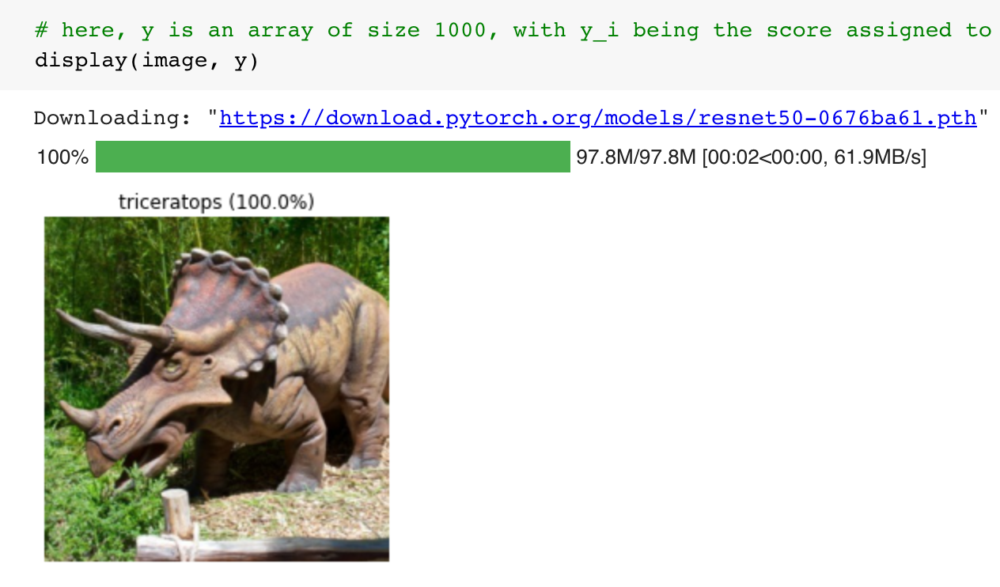 # here, y is an array of size 1000, with y_i being the score assigned to
display(image, y)
Downloading: "https://download.pytorch.org/models/resnet50-0676ba61.pth"
100% 97.8M/97.8M [00:02<00:00, 61.9MB/s]
triceratops (100.0%)